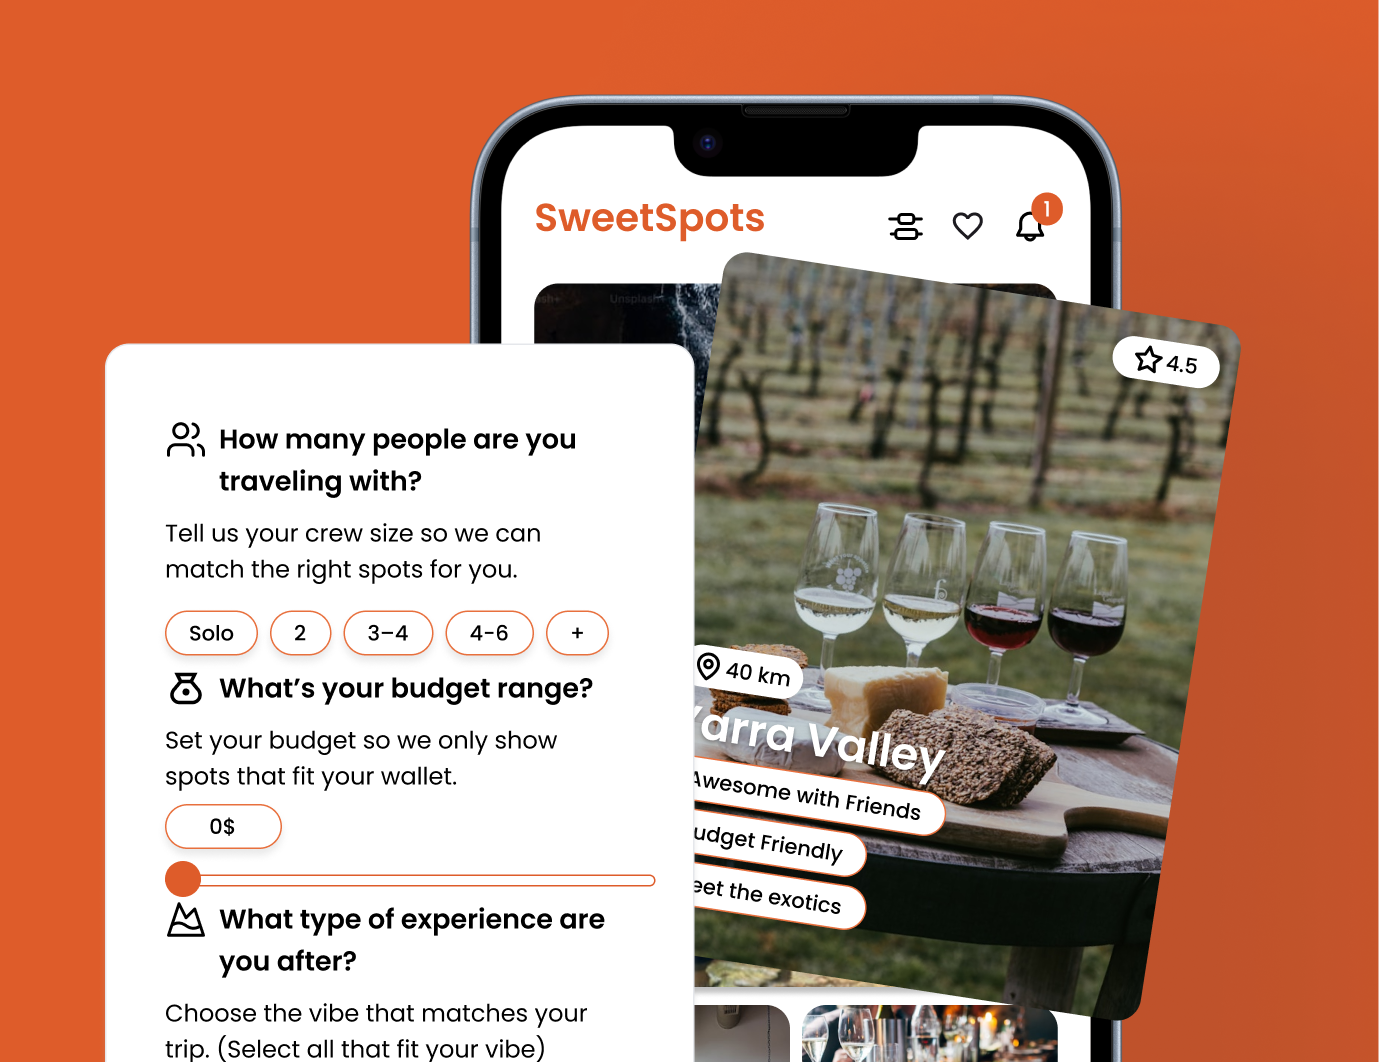 SweetSpots
1
Unsplash+
4.5
How many people are you
traveling with?
Tell us your crew size so we can
match the right spots for you.
Solo
2
3–4
4-6
+
What's your budget range?
Set your budget so we only show
spots that fit your wallet.
0$
What type of experience are
you after?
Choose the vibe that matches your
trip. (Select all that fit your vibe)
40 km
Yarra Valley
Awesome with Friends
udget Friendly
eet the exotics